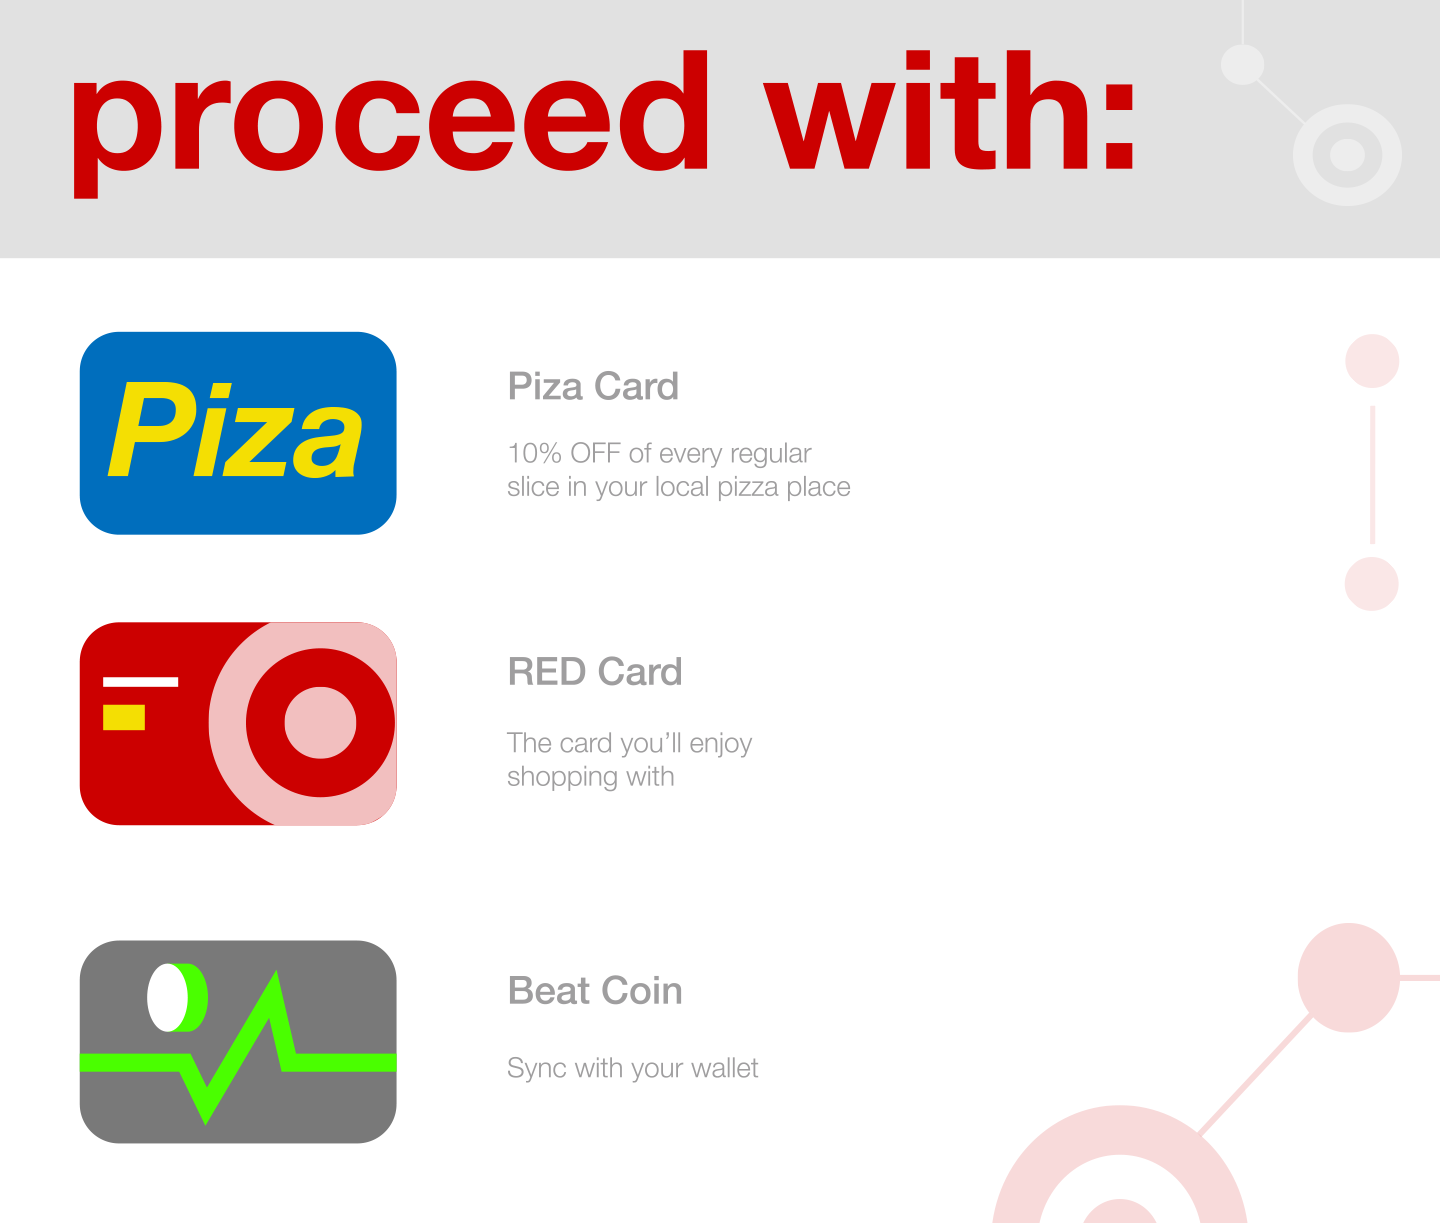 proceed with:
Piza
Piza Card
10% OFF of every regular
slice in your local pizza place
RED Card
The card you’ll enjoy
shopping with
Beat Coin
Sync with your wallet